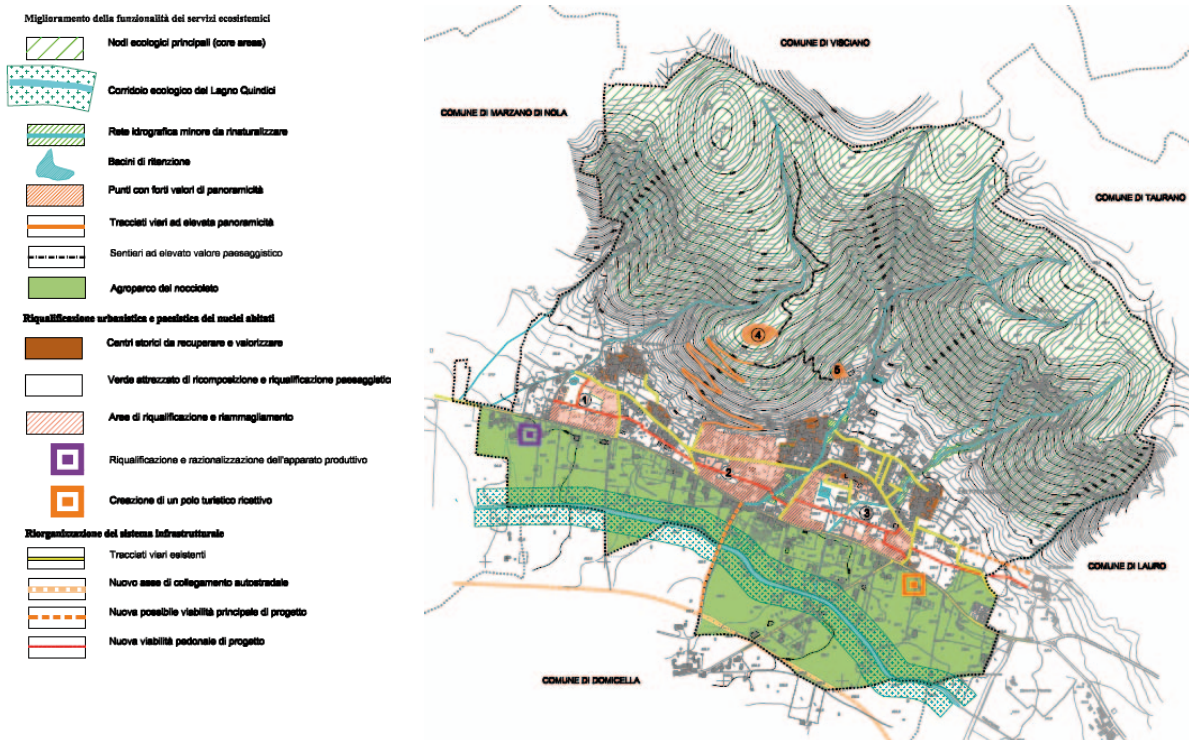 Miglioramento della funzionalità dei servizi ecosistemici
Nodi ecologici principali (core areas)
Corridoio ecologico del Lagno Quindici
Rete idrografica minore da rinaturalizzare
Bacini di ritenzione
Punti con forti valori di panoramicità
Tracciati viari ad elevata panoramicità
Sentieri ad elevato valore paesaggistico
Agroparco del noccioleto
Riqualificazione urbanistica e paesistica dei nuclei abitati
Centri storici da recuperare e valorizzare
Verde attrezzato di ricomposizione e riqualificazione paesaggistic
Aree di riqualificazione e riammagliamento
Riqualificazione e razionalizzazione dell'apparato produttivo
Creazione di un polo turistico ricettivo
Riorganizzazione del sistema infrastrutturale
Tracciati viari esistenti
Nuovo asse di collegamento autostradale
Nuova possibile viabilità principale di progetto
Nuova viabilità pedonale di progetto
COMUNE DI VISCIANO
COMUNE DI MARZANO DI NOLA
COMUNE DI TAURANO
4
5
1
2
3
COMUNE DI LAURO
COMUNE DI DOMICELLA